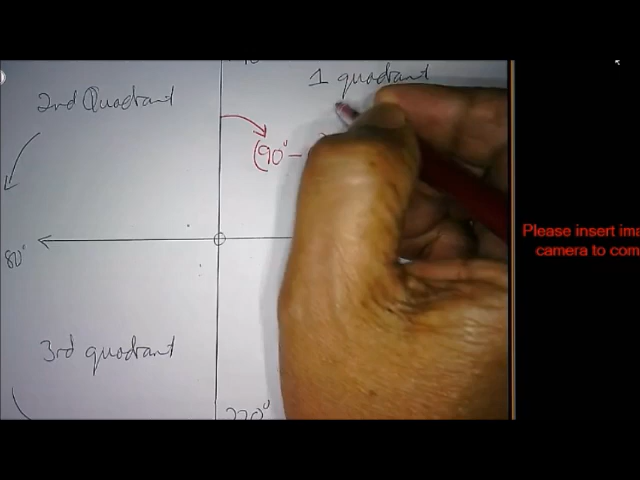 1 quadrant
2nd Quadrant
(90° -
80°
3rd quadrant
270°
Please insert ima
camera to com